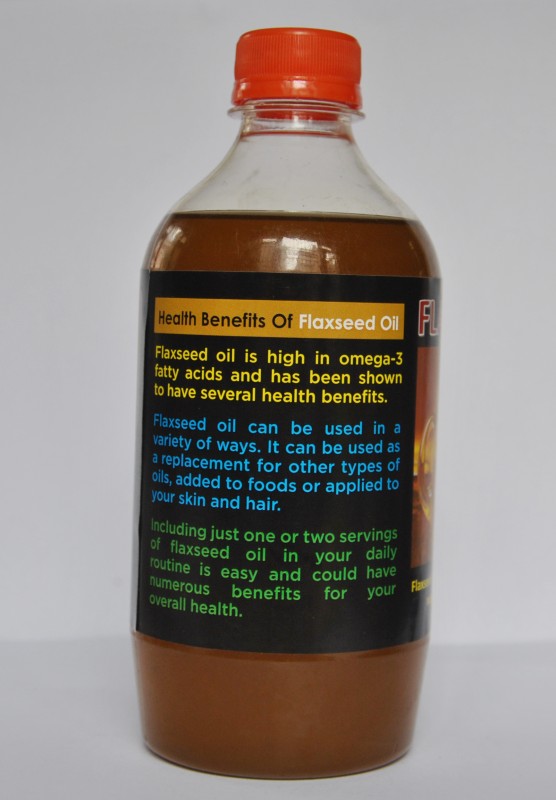 Health Benefits Of Flaxseed Oil
Flaxseed oil is high in omega-3
fatty acids and has been shown
to have several health benefits.
Flaxseed oil can be used in a
variety of ways. It can be used as
a replacement for other types of
oils, added to foods or applied to
your skin and hair.
Including just one or two servings
of flaxseed oil in your daily
routine is easy and could have
numerous benefits for your
overall health.
FL